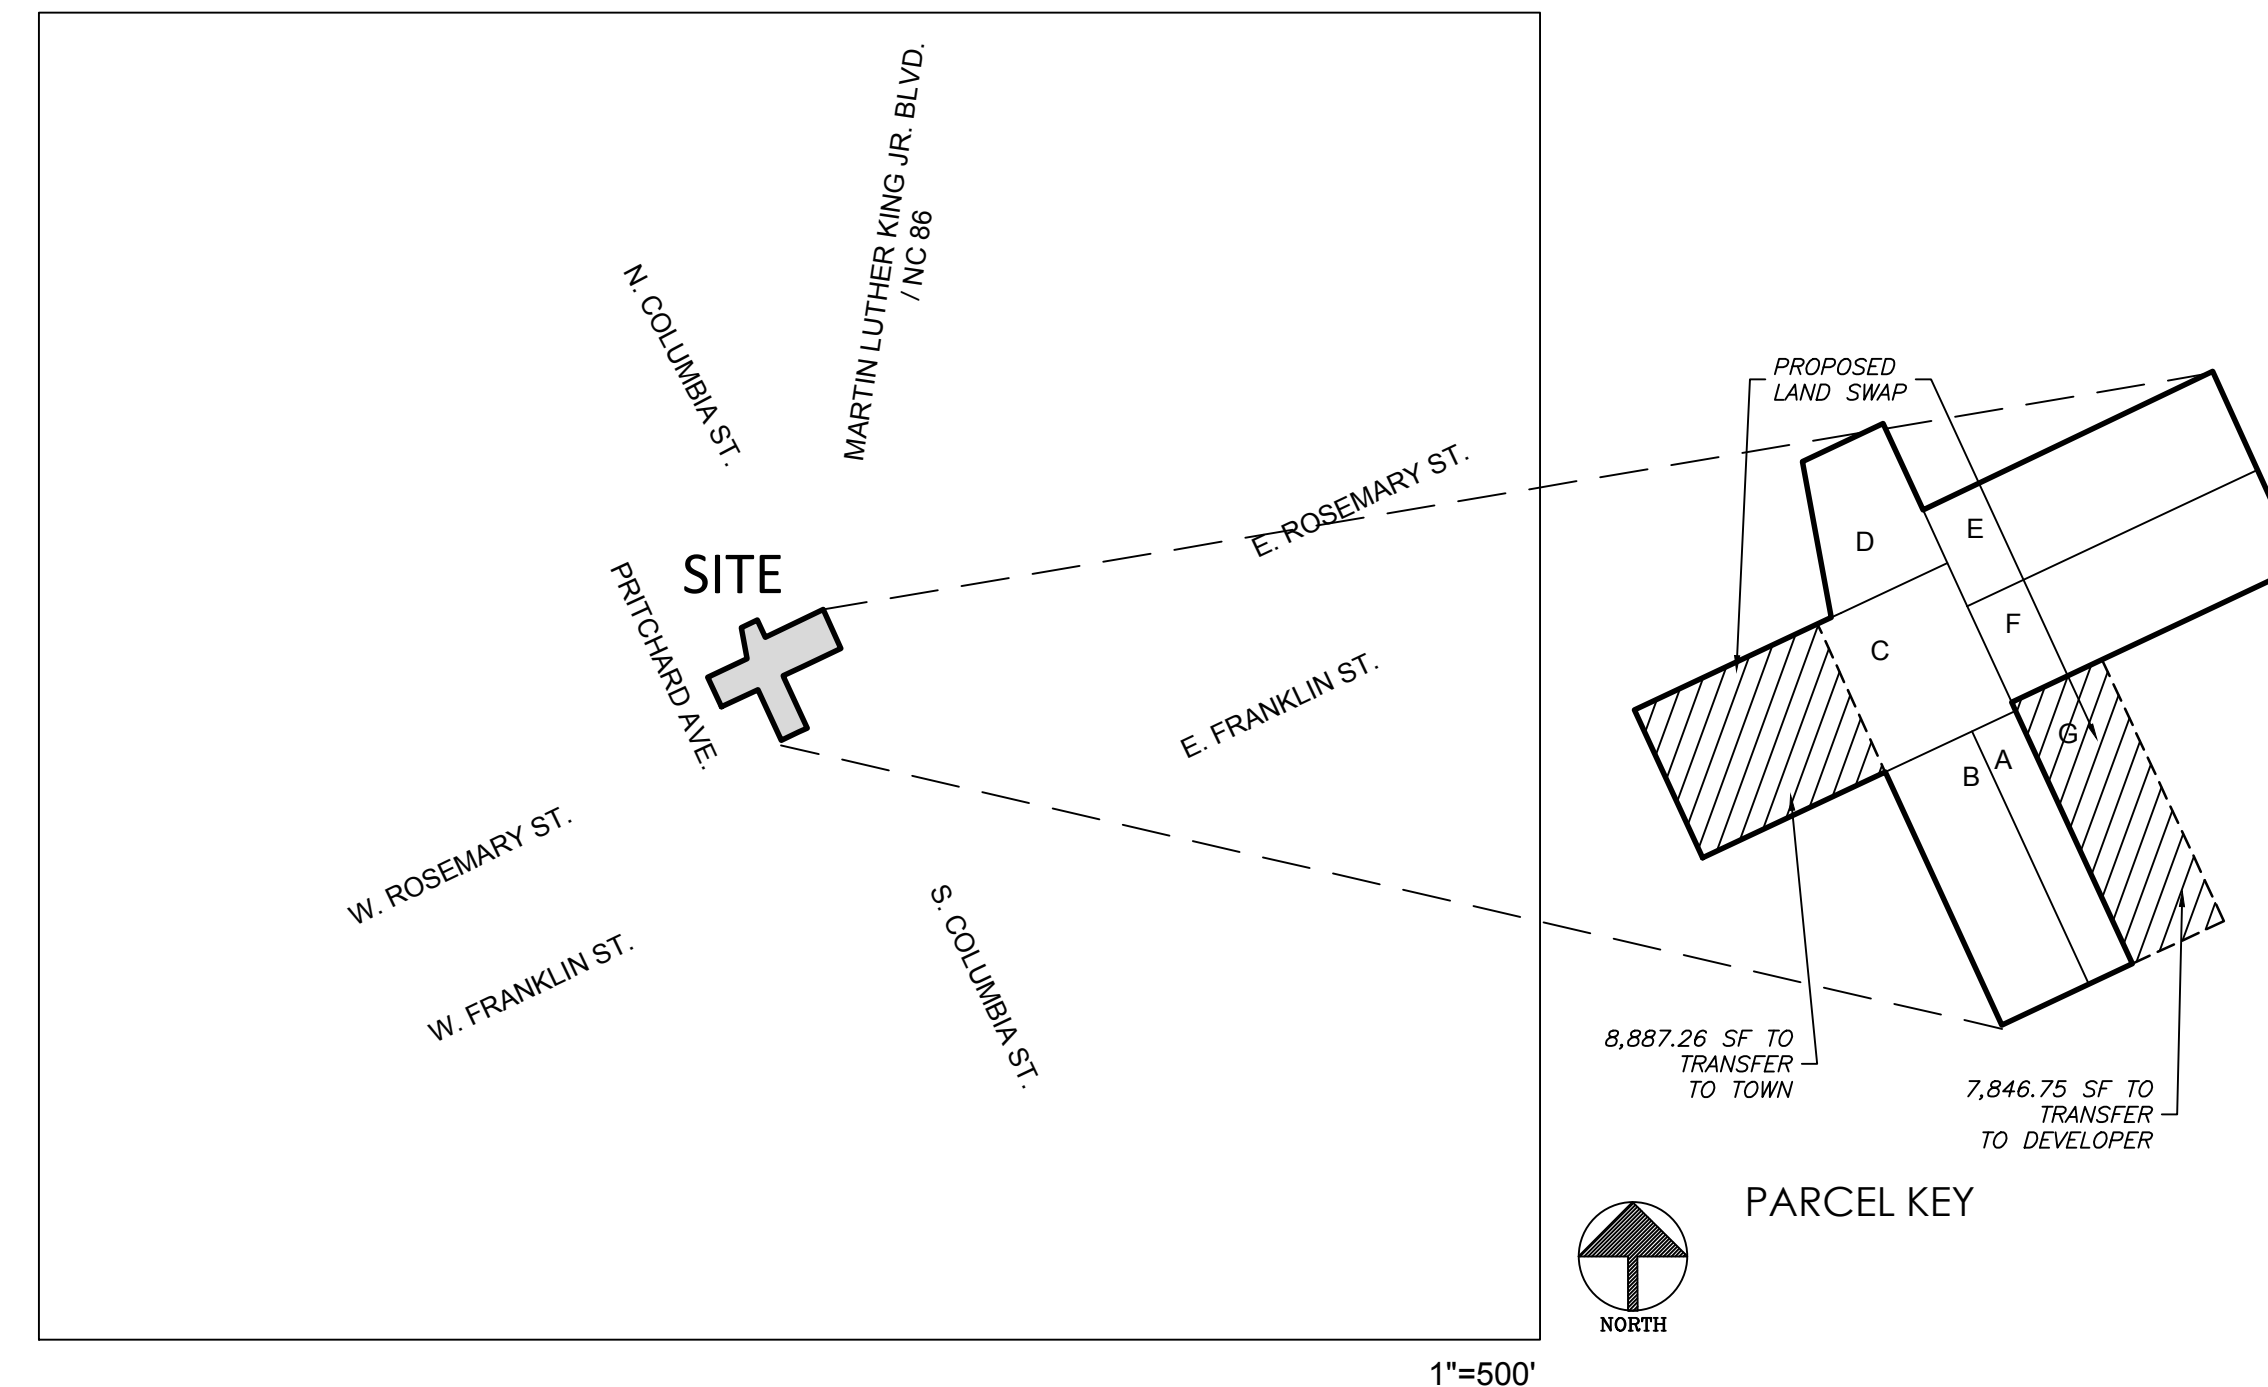 MARTIN LUTHER KING JR. BLVD.
/ NC 86
N. COLUMBIA ST.
E. ROSEMARY ST.
SITE
PRITCHARD AVE.
E. FRANKLIN ST.
W. ROSEMARY ST.
W. FRANKLIN ST.
S. COLUMBIA ST.
1"=500'
PROPOSED
LAND SWAP
D
E
F
C
G
A
B
8,887.26 SF TO
TRANSFER
TO TOWN
7,846.75 SF TO
TRANSFER
TO DEVELOPER
PARCEL KEY
NORTH